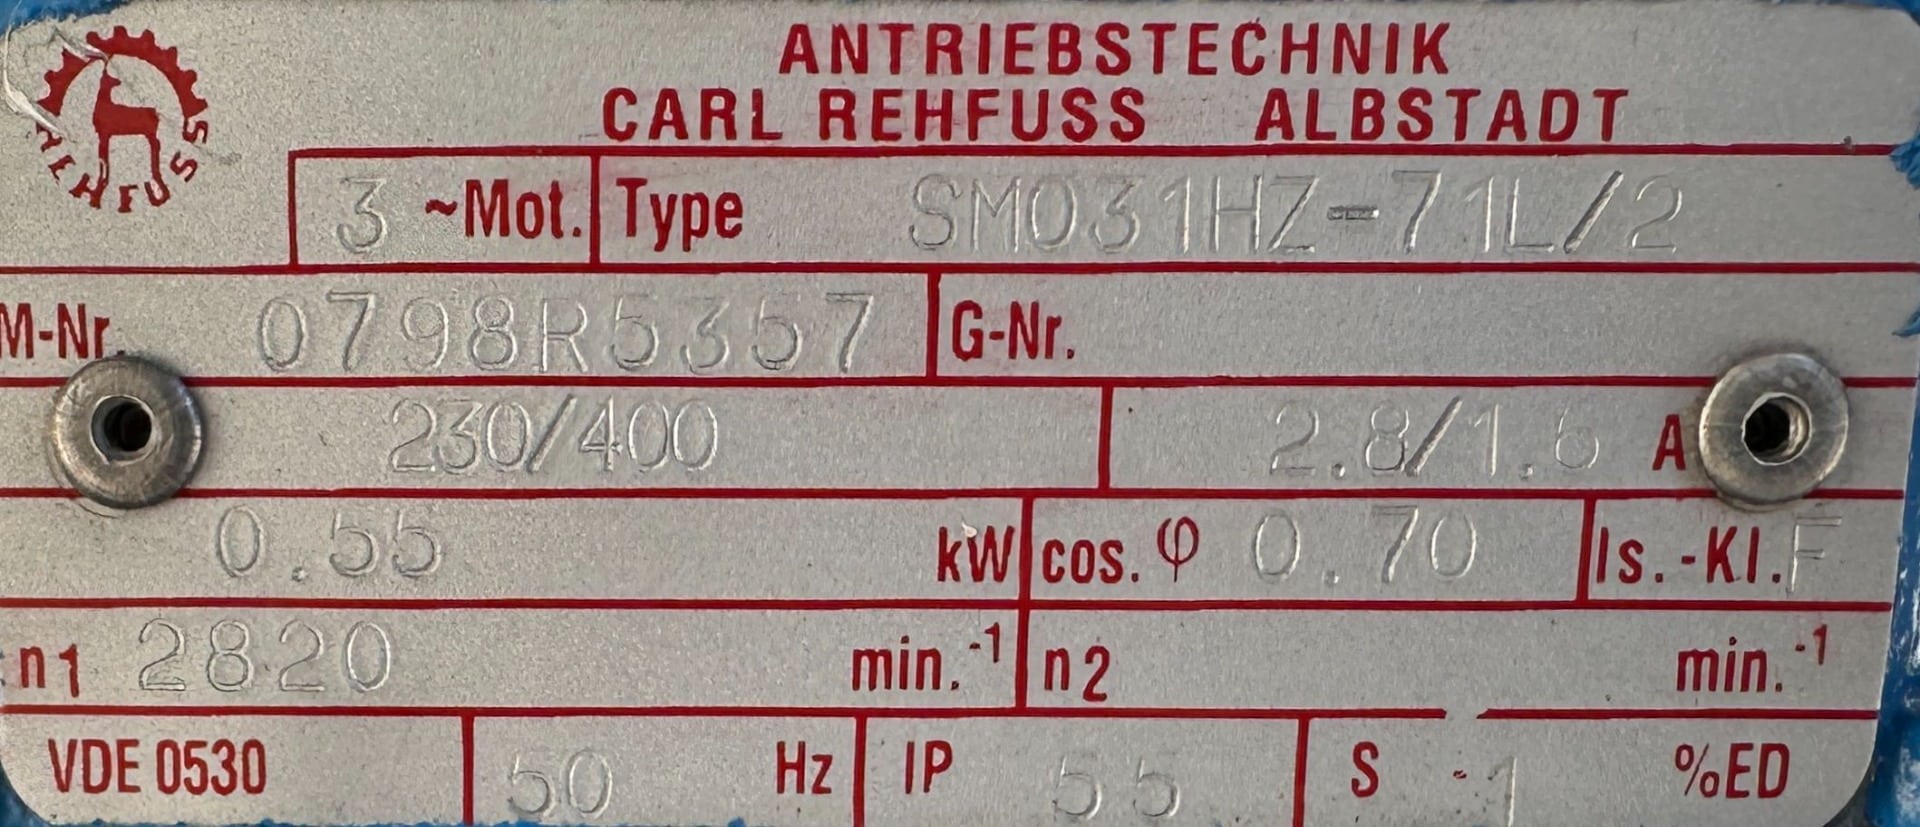 ANTRIEBSTECHNIK
CARL REHFUSS ALBSTADT
REHFUSS
3 ~Mot. Type SM031HZ-71L/2
M-Nr. 0798R5357 G-Nr.
230/400 2.8/1.6 A
0.55 kW cos. φ 0.70 Is.-Kl. F
n1 2820 min.-1 n2 min.-1
VDE 0530 50 Hz IP 55 S -1 %ED